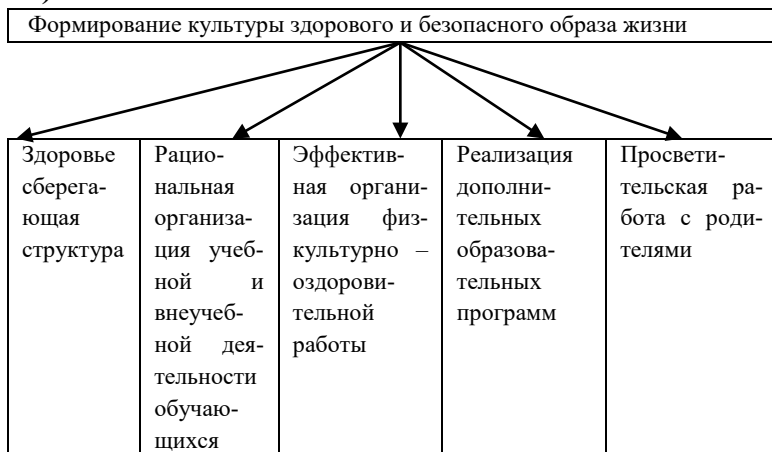 Формирование культуры здорового и безопасного образа жизни
Здоровье
сберега-
ющая
структура
Рацио-
нальная
организа-
ция учеб-
ной и
внеучеб-
ной дея-
тельности
обучаю-
щихся
Эффектив-
ная органи-
зация физ-
культурно –
оздорови-
тельной
работы
Реализация
дополни-
тельных
образова-
тельных
программ
Просвети-
тельская ра-
бота с роди-
телями